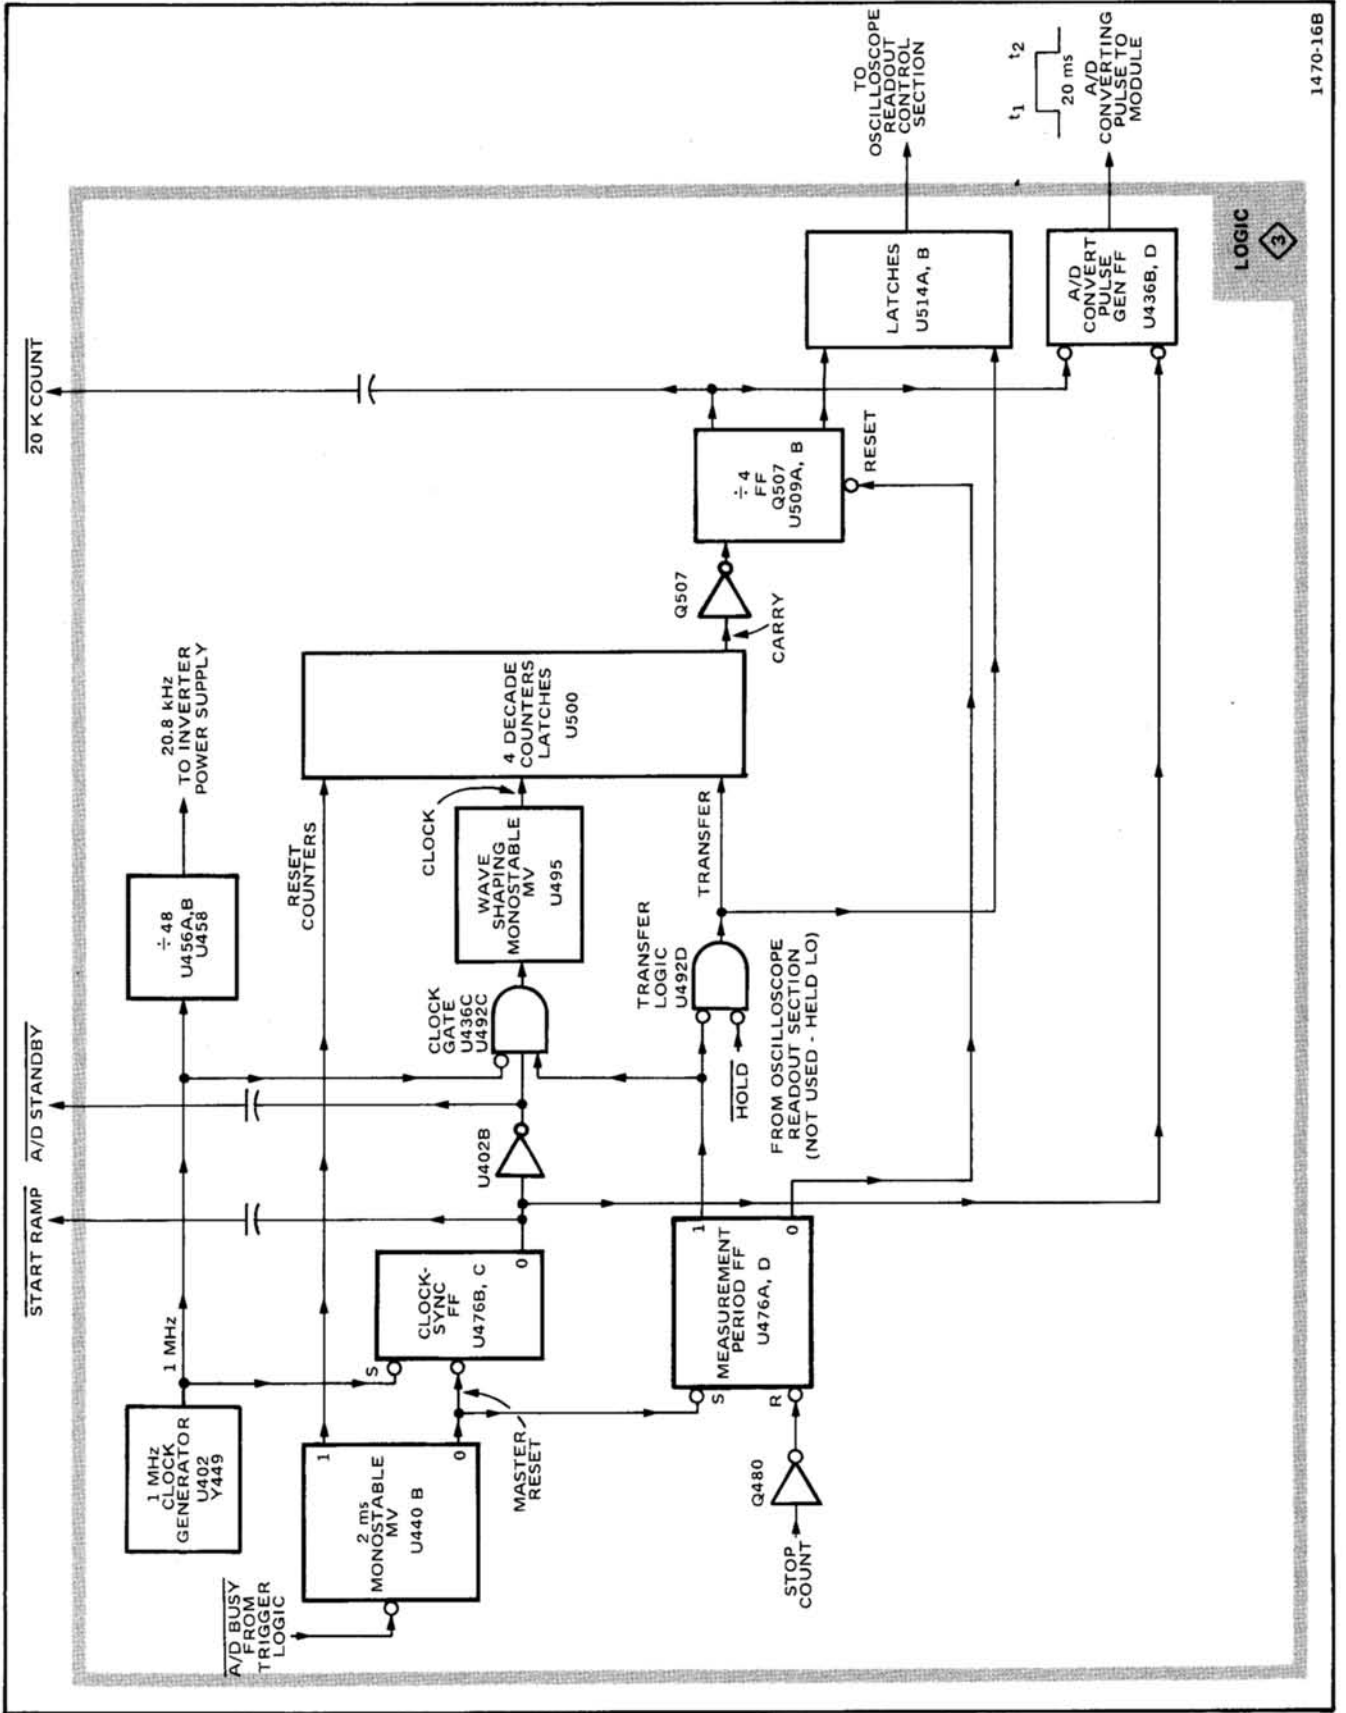 START RAMP
A/D STANDBY
20 K COUNT
1 MHz
CLOCK
GENERATOR
U402
Y449
1 MHz
÷ 48
U456A,B
U458
20.8 kHz
TO INVERTER
POWER SUPPLY
A/D BUSY
FROM
TRIGGER
LOGIC
2 ms
MONOSTABLE
MV
U440 B
1
0
MASTER
RESET
S
CLOCK-
SYNC
FF
U476B, C
0
U402B
RESET
COUNTERS
CLOCK
GATE
U436C
U492C
WAVE
SHAPING
MONOSTABLE
MV
U495
CLOCK
4 DECADE
COUNTERS
LATCHES
U500
CARRY
Q507
÷ 4
FF
Q507
U509A, B
RESET
LATCHES
U514A, B
TO
OSCILLOSCOPE
READOUT
CONTROL
SECTION
STOP
COUNT
Q480
S
R
MEASUREMENT
PERIOD FF
U476A, D
1
0
TRANSFER
LOGIC
U492D
TRANSFER
HOLD
FROM OSCILLOSCOPE
READOUT SECTION
(NOT USED - HELD LO)
A/D
CONVERT
PULSE
GEN FF
U436B, D
t1
t2
20 ms
A/D
CONVERTING
PULSE TO
MODULE
LOGIC
3
1470-16B